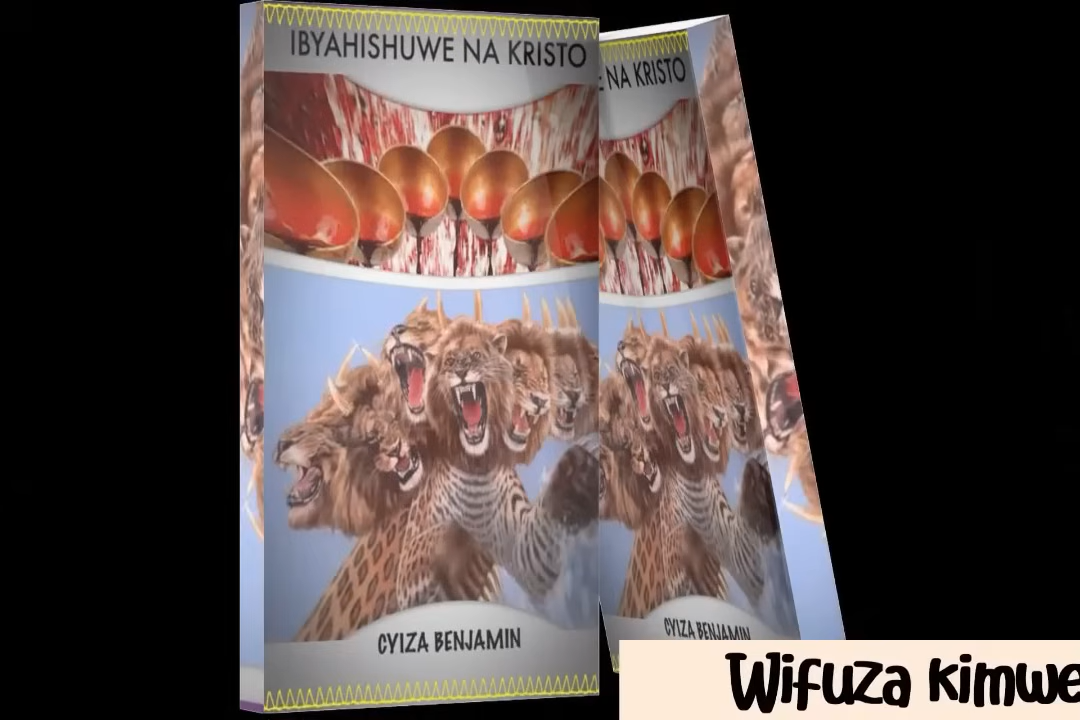 IBYAHISHUWE NA KRISTO
NA KRISTO
CYIZA BENJAMIN
CYIZA BENJAMIN
Wifuza kimwe